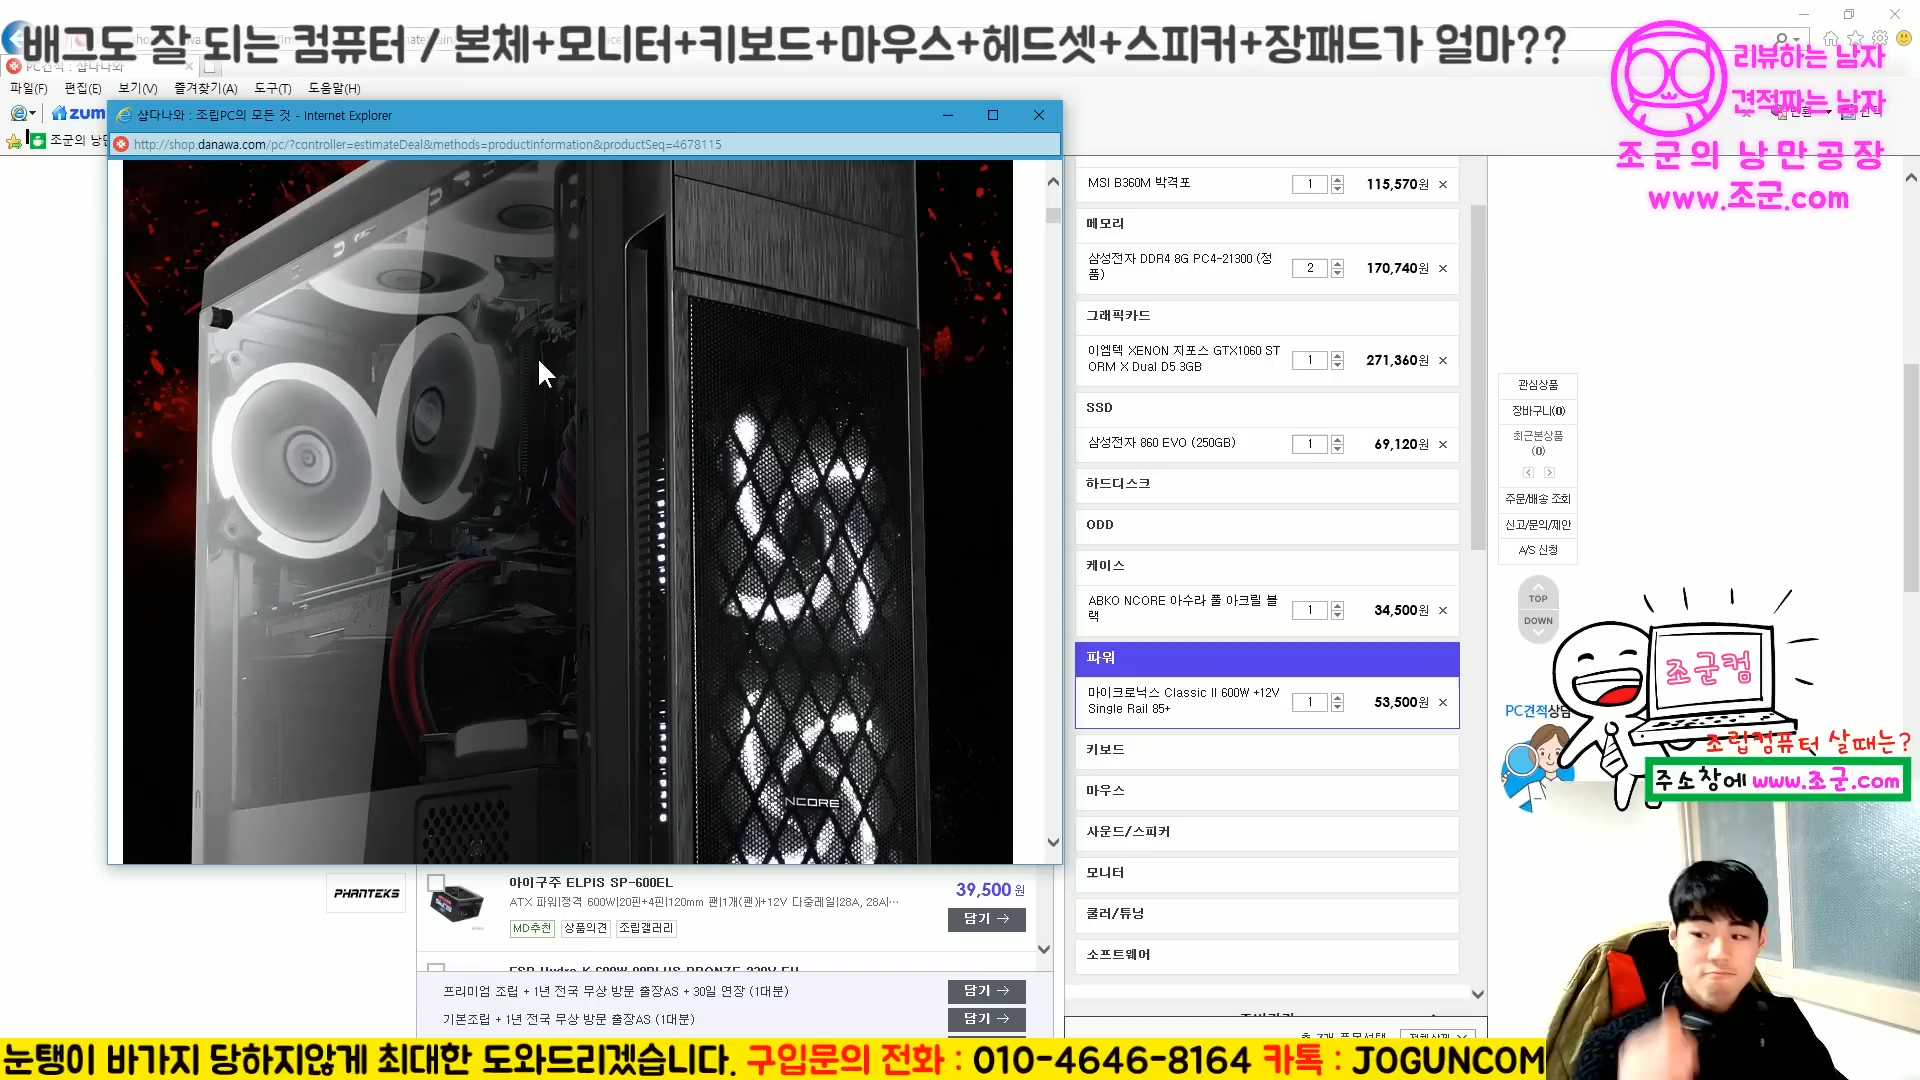 배그도 잘 되는 컴퓨터 / 본체+모니터+키보드+마우스+헤드셋+스피커+장패드가 얼마??
리뷰하는 남자
견적짜는 남자
조군의 낭만공장
www.조군.com
PC견적 : 샵다나와
파일(F) 편집(E) 보기(V) 즐겨찾기(A) 도구(T) 도움말(H)
zum
조군의 낭만
샵다나와 : 조립PC의 모든 것 - Internet Explorer
http://shop.danawa.com/pc/?controller=estimateDeal&methods=productInformation&productSeq=4678115
NCORE
MSI B360M 박격포 1 115,570원
메모리
삼성전자 DDR4 8G PC4-21300 (정
품) 2 170,740원
그래픽카드
이엠텍 XENON 지포스 GTX1060 ST
ORM X Dual D5 3GB 1 271,360원
SSD
삼성전자 860 EVO (250GB) 1 69,120원
하드디스크
ODD
케이스
ABKO NCORE 아수라 풀 아크릴 블
랙 1 34,500원
파워
마이크로닉스 Classic II 600W +12V
Single Rail 85+ 1 53,500원
키보드
마우스
사운드/스피커
모니터
쿨러/튜닝
소프트웨어
관심상품
장바구니(0)
최근본상품
(0)
주문/배송 조회
신고/문의/제안
A/S 신청
TOP
DOWN
PC견적상담
조군컴
조립컴퓨터 살때는?
주소창에 www.조군.com
PHANTEKS
아이구주 ELPIS SP-600EL
ATX 파워|정격 600W|20핀+4핀|120mm 팬|1개(팬)|+12V 다중레일|28A, 28A|···
MD추천 상품의견 조립갤러리
39,500 원
담기 →
프리미엄 조립 + 1년 전국 무상 방문 출장AS + 30일 연장 (1대분) 담기 →
기본조립 + 1년 전국 무상 방문 출장AS (1대분) 담기 →
눈탱이 바가지 당하지않게 최대한 도와드리겠습니다. 구입문의 전화 : 010-4646-8164 카톡 : JOGUNCOM